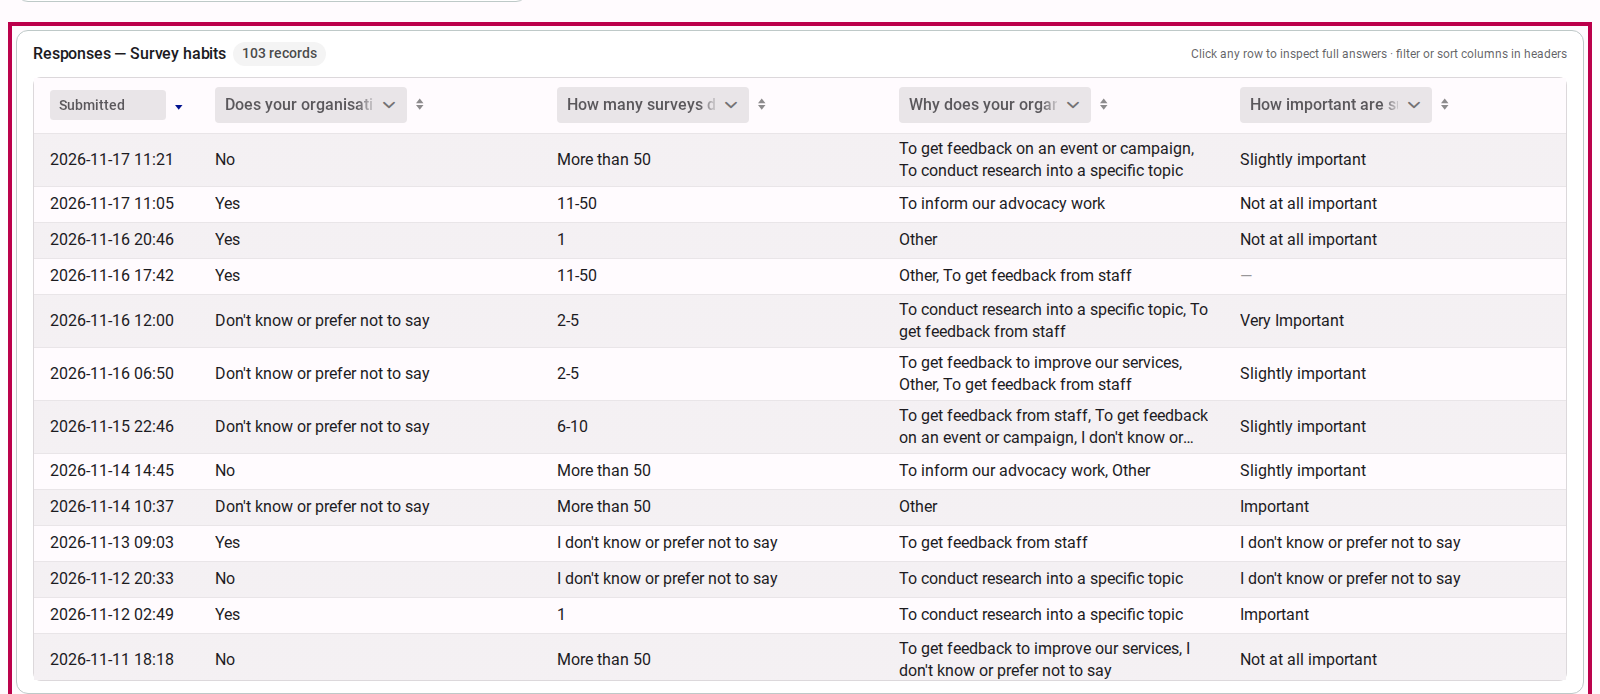 Responses — Survey habits 103 records
Click any row to inspect full answers · filter or sort columns in headers
Submitted Does your organisati How many surveys d Why does your orgar How important are s
2026-11-17 11:21 No More than 50 To get feedback on an event or campaign, To conduct research into a specific topic Slightly important
2026-11-17 11:05 Yes 11-50 To inform our advocacy work Not at all important
2026-11-16 20:46 Yes 1 Other Not at all important
2026-11-16 17:42 Yes 11-50 Other, To get feedback from staff —
2026-11-16 12:00 Don't know or prefer not to say 2-5 To conduct research into a specific topic, To get feedback from staff Very Important
2026-11-16 06:50 Don't know or prefer not to say 2-5 To get feedback to improve our services, Other, To get feedback from staff Slightly important
2026-11-15 22:46 Don't know or prefer not to say 6-10 To get feedback from staff, To get feedback on an event or campaign, I don't know or... Slightly important
2026-11-14 14:45 No More than 50 To inform our advocacy work, Other Slightly important
2026-11-14 10:37 Don't know or prefer not to say More than 50 Other Important
2026-11-13 09:03 Yes I don't know or prefer not to say To get feedback from staff I don't know or prefer not to say
2026-11-12 20:33 No I don't know or prefer not to say To conduct research into a specific topic I don't know or prefer not to say
2026-11-12 02:49 Yes 1 To conduct research into a specific topic Important
2026-11-11 18:18 No More than 50 To get feedback to improve our services, I don't know or prefer not to say Not at all important